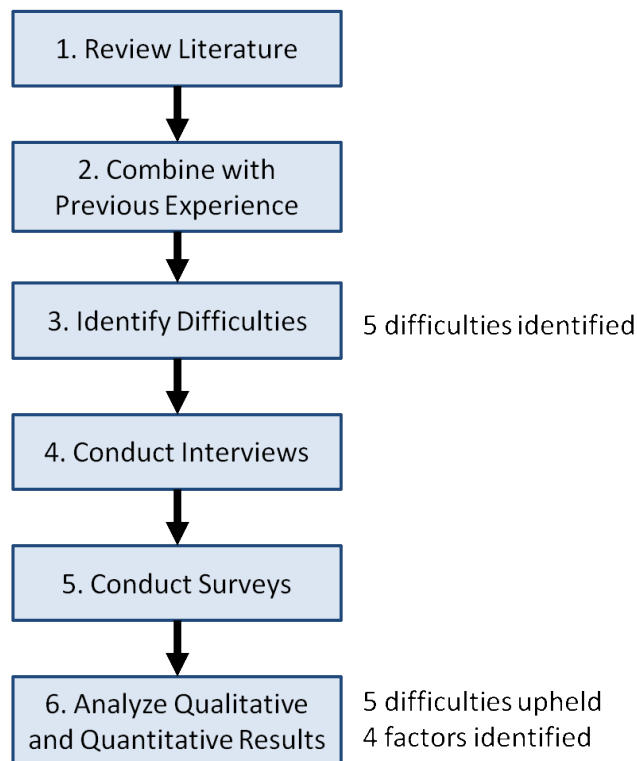 1. Review Literature
2. Combine with
Previous Experience
3. Identify Difficulties
5 difficulties identified
4. Conduct Interviews
5. Conduct Surveys
6. Analyze Qualitative
and Quantitative Results
5 difficulties upheld
4 factors identified